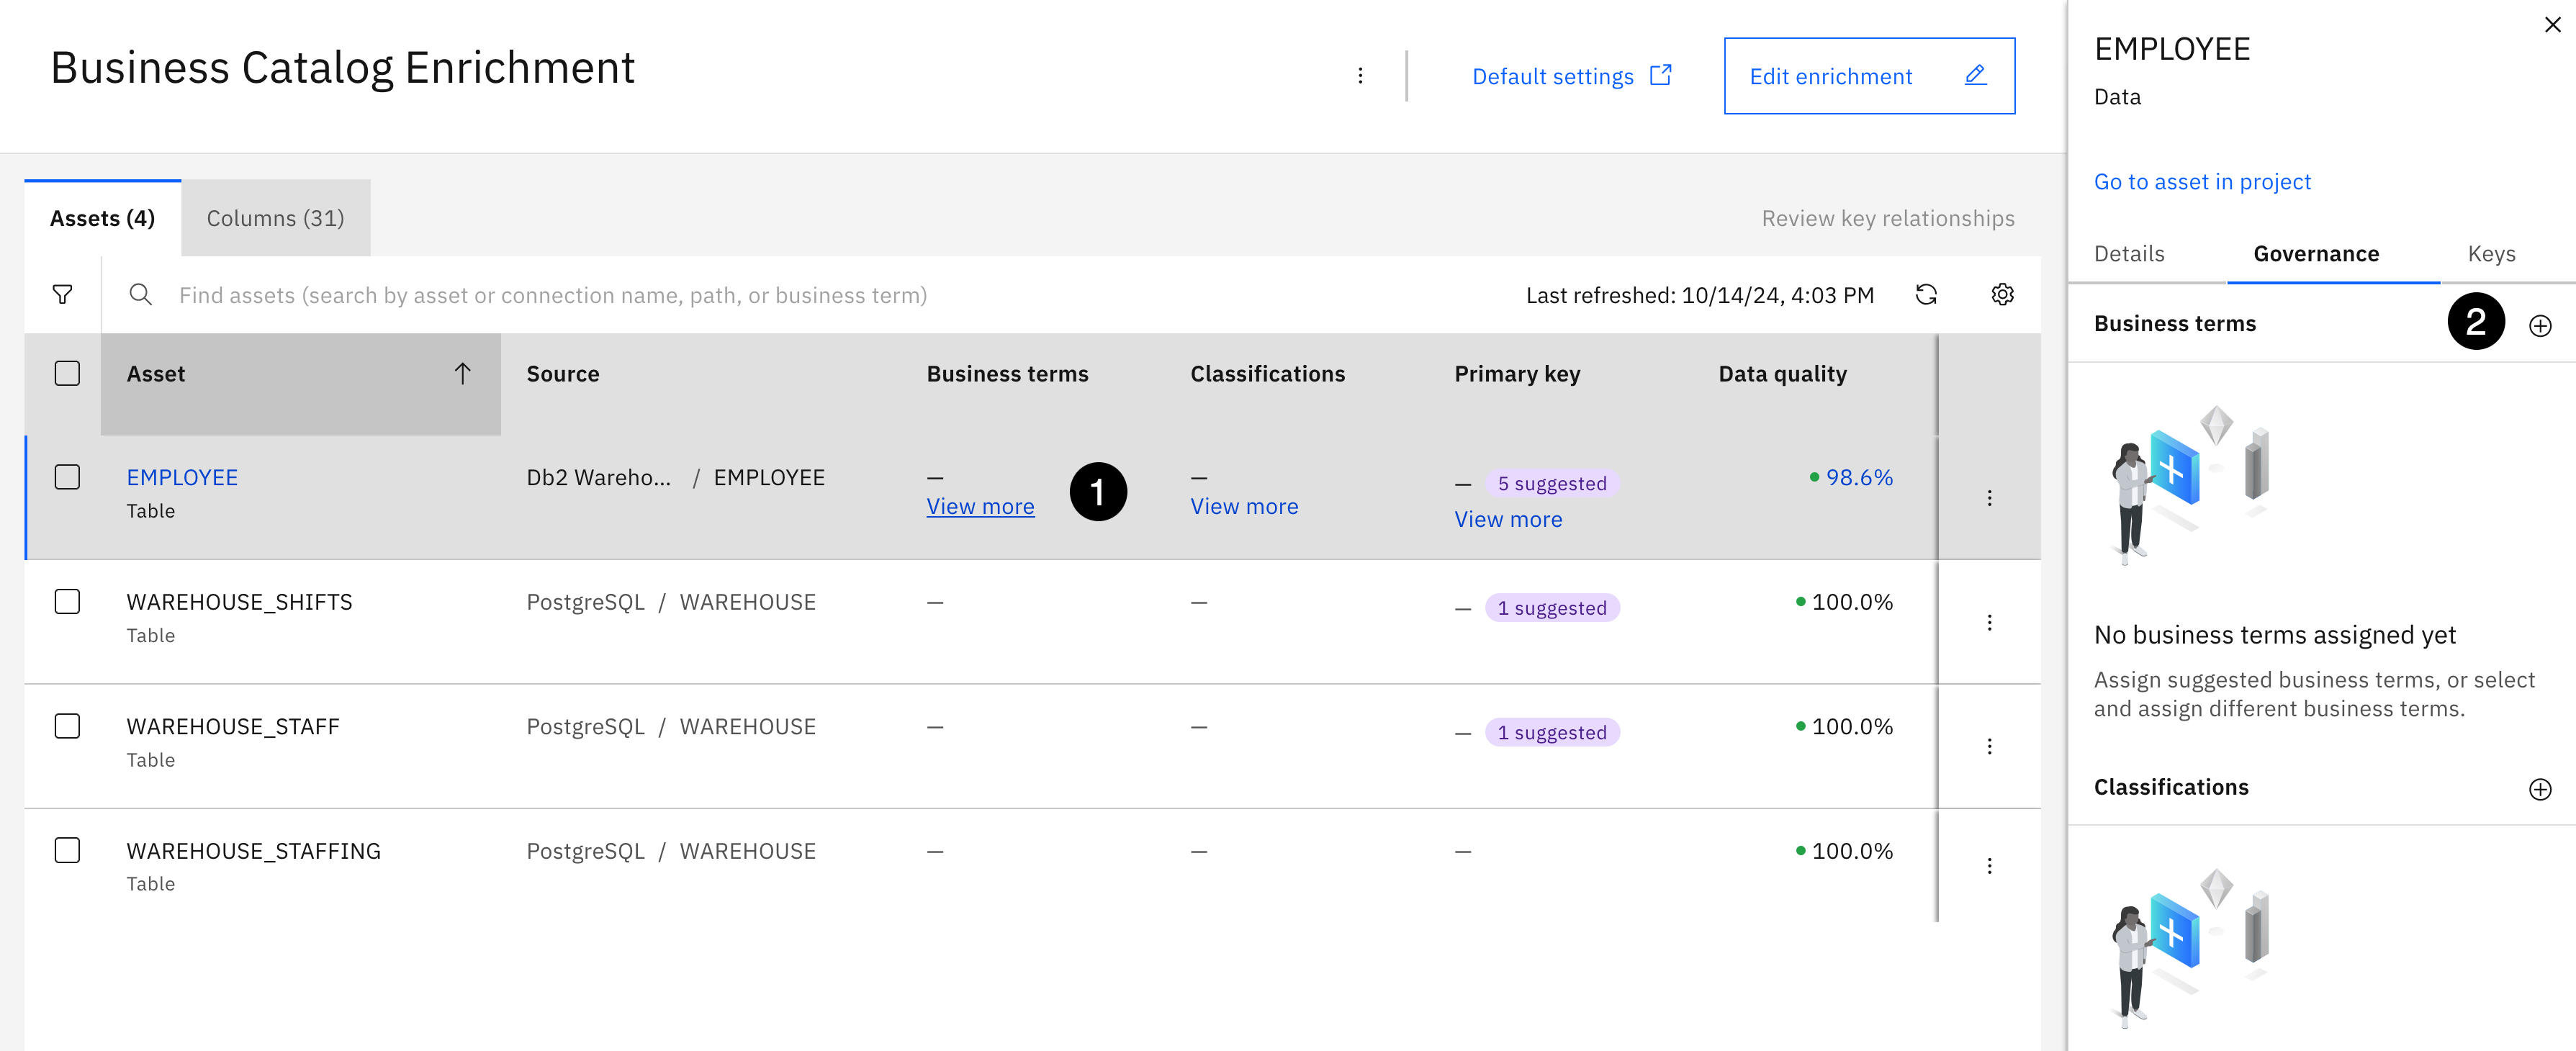 Business Catalog Enrichment
Default settings
Edit enrichment
Assets (4)
Columns (31)
Review key relationships
Find assets (search by asset or connection name, path, or business term)
Last refreshed: 10/14/24, 4:03 PM
Asset Source Business terms Classifications Primary key Data quality
EMPLOYEE Db2 Wareho... / EMPLOYEE — — — 5 suggested 98.6%
Table View more 1 View more View more
WAREHOUSE_SHIFTS PostgreSQL / WAREHOUSE — — — 1 suggested 100.0%
Table
WAREHOUSE_STAFF PostgreSQL / WAREHOUSE — — — 1 suggested 100.0%
Table
WAREHOUSE_STAFFING PostgreSQL / WAREHOUSE — — — 100.0%
Table
EMPLOYEE
Data
Go to asset in project
Details Governance Keys
Business terms 2
No business terms assigned yet
Assign suggested business terms, or select
and assign different business terms.
Classifications